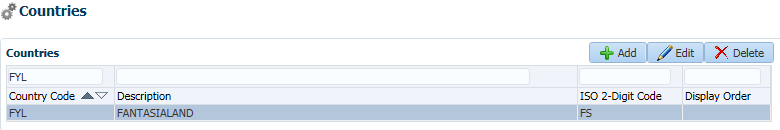 Countries
Countries Add Edit Delete
FYL
Country Code Description ISO 2-Digit Code Display Order
FYL FANTASIALAND FS